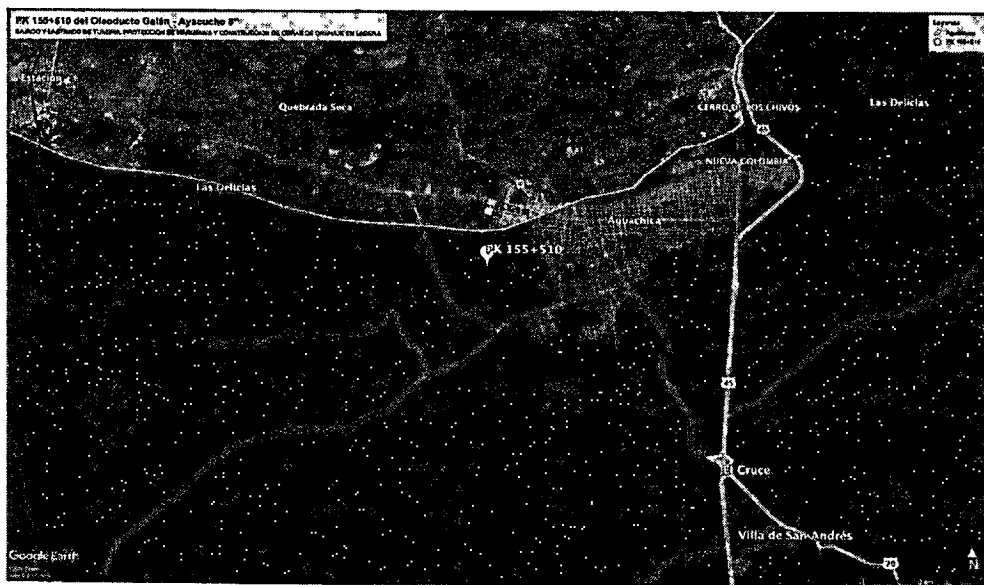 PK 155+510 del Oleoducto Galán - Ayacucho 8"
Leyenda
Estación
Quebrada Seca
CERRO DE LOS CHIVOS
Las Delicias
45
NUEVA COLOMBIA
Las Delicias
Aguachica
PK 155+510
45
El Cruce
Villa de San Andrés
Google Earth
70
N